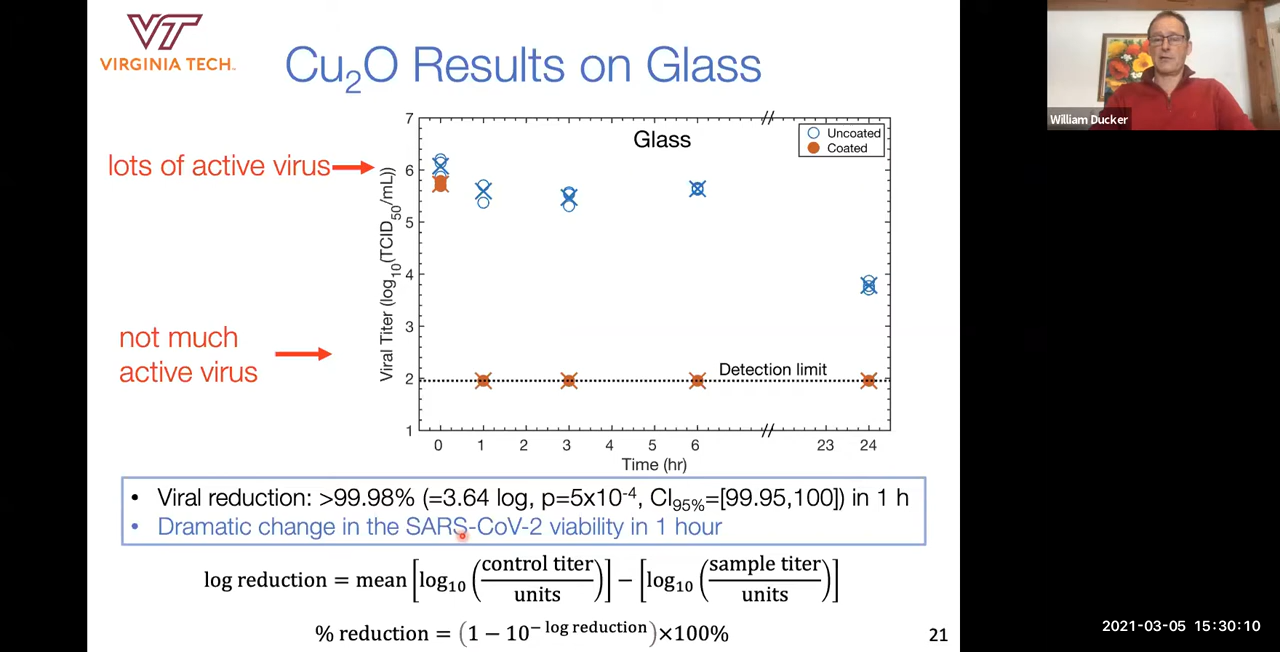 VT
VIRGINIA TECH.
Cu₂O Results on Glass
lots of active virus
not much
active virus
Viral Titer (log₁₀(TCID₅₀/mL))
7
6
5
4
3
2
1
Glass
Uncoated
Coated
Detection limit
0 1 2 3 4 5 6 23 24
Time (hr)
• Viral reduction: >99.98% (=3.64 log, p=5x10⁻⁴, CI₉₅%=[99.95,100]) in 1 h
• Dramatic change in the SARS-CoV-2 viability in 1 hour
log reduction = mean [log₁₀ (control titer/units)] − [log₁₀ (sample titer/units)]
% reduction = (1 − 10^(− log reduction))×100%
21
William Ducker
2021-03-05 15:30:10